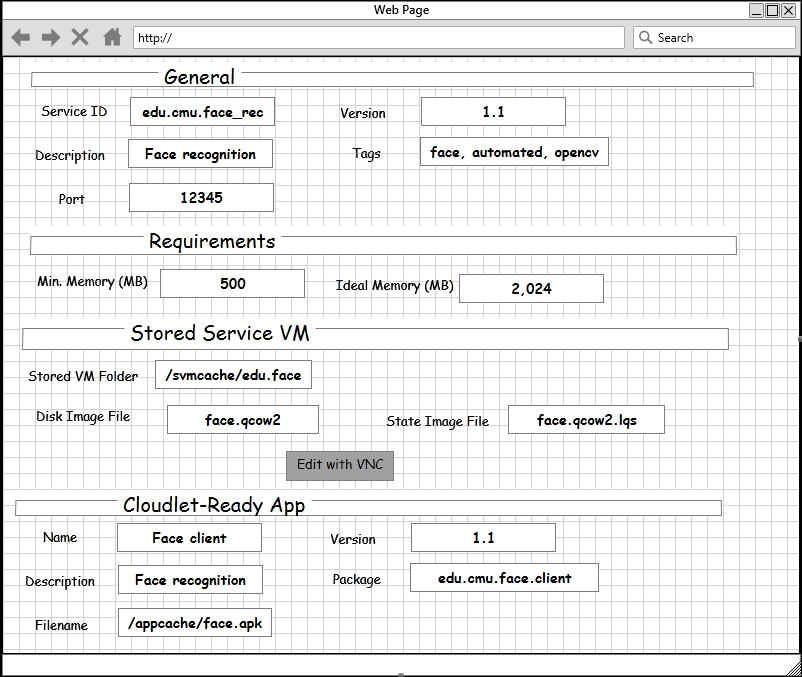 Web Page
http://
Search
General
Service ID edu.cmu.face_rec Version 1.1
Description Face recognition Tags face, automated, opencv
Port 12345
Requirements
Min. Memory (MB) 500 Ideal Memory (MB) 2,024
Stored Service VM
Stored VM Folder /svmcache/edu.face
Disk Image File face.qcow2 State Image File face.qcow2.lqs
Edit with VNC
Cloudlet-Ready App
Name Face client Version 1.1
Description Face recognition Package edu.cmu.face.client
Filename /appcache/face.apk